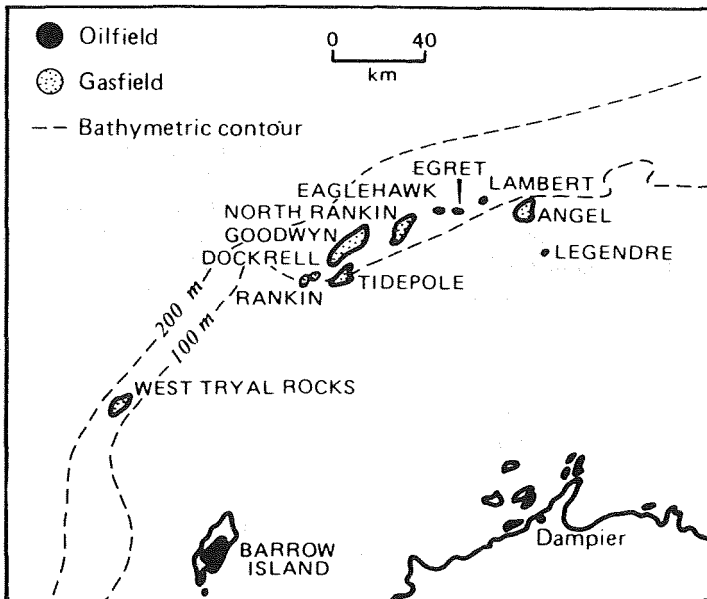 Oilfield
0 40
km
Gasfield
Bathymetric contour
EGRET
EAGLEHAWK
LAMBERT
NORTH RANKIN
ANGEL
GOODWYN
DOCKRELL
LEGENDRE
RANKIN
TIDEPOLE
200 m
100 m
WEST TRYAL ROCKS
BARROW
ISLAND
Dampier